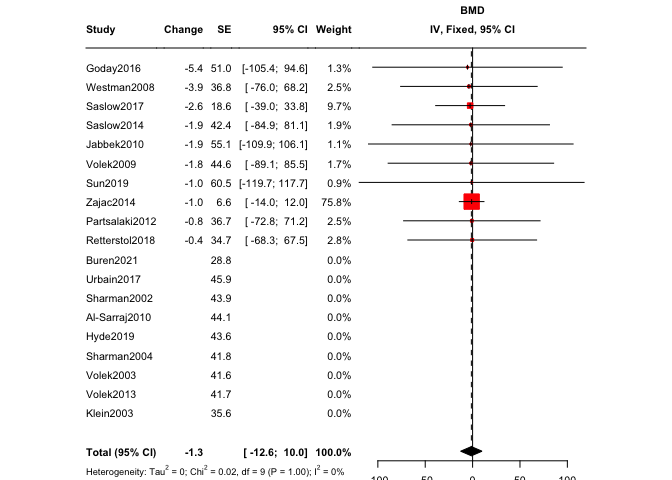 BMD
Study Change SE 95% CI Weight IV, Fixed, 95% CI
Goday2016 -5.4 51.0 [-105.4; 94.6] 1.3%
Westman2008 -3.9 36.8 [ -76.0; 68.2] 2.5%
Saslow2017 -2.6 18.6 [ -39.0; 33.8] 9.7%
Saslow2014 -1.9 42.4 [ -84.9; 81.1] 1.9%
Jabbek2010 -1.9 55.1 [-109.9; 106.1] 1.1%
Volek2009 -1.8 44.6 [ -89.1; 85.5] 1.7%
Sun2019 -1.0 60.5 [-119.7; 117.7] 0.9%
Zajac2014 -1.0 6.6 [ -14.0; 12.0] 75.8%
Partsalaki2012 -0.8 36.7 [ -72.8; 71.2] 2.5%
Retterstol2018 -0.4 34.7 [ -68.3; 67.5] 2.8%
Buren2021 28.8 0.0%
Urbain2017 45.9 0.0%
Sharman2002 43.9 0.0%
Al-Sarraj2010 44.1 0.0%
Hyde2019 43.6 0.0%
Sharman2004 41.8 0.0%
Volek2003 41.6 0.0%
Volek2013 41.7 0.0%
Klein2003 35.6 0.0%
Total (95% CI) -1.3 [ -12.6; 10.0] 100.0%
Heterogeneity: Tau² = 0; Chi² = 0.02, df = 9 (P = 1.00); I² = 0%
-100 -50 0 50 100